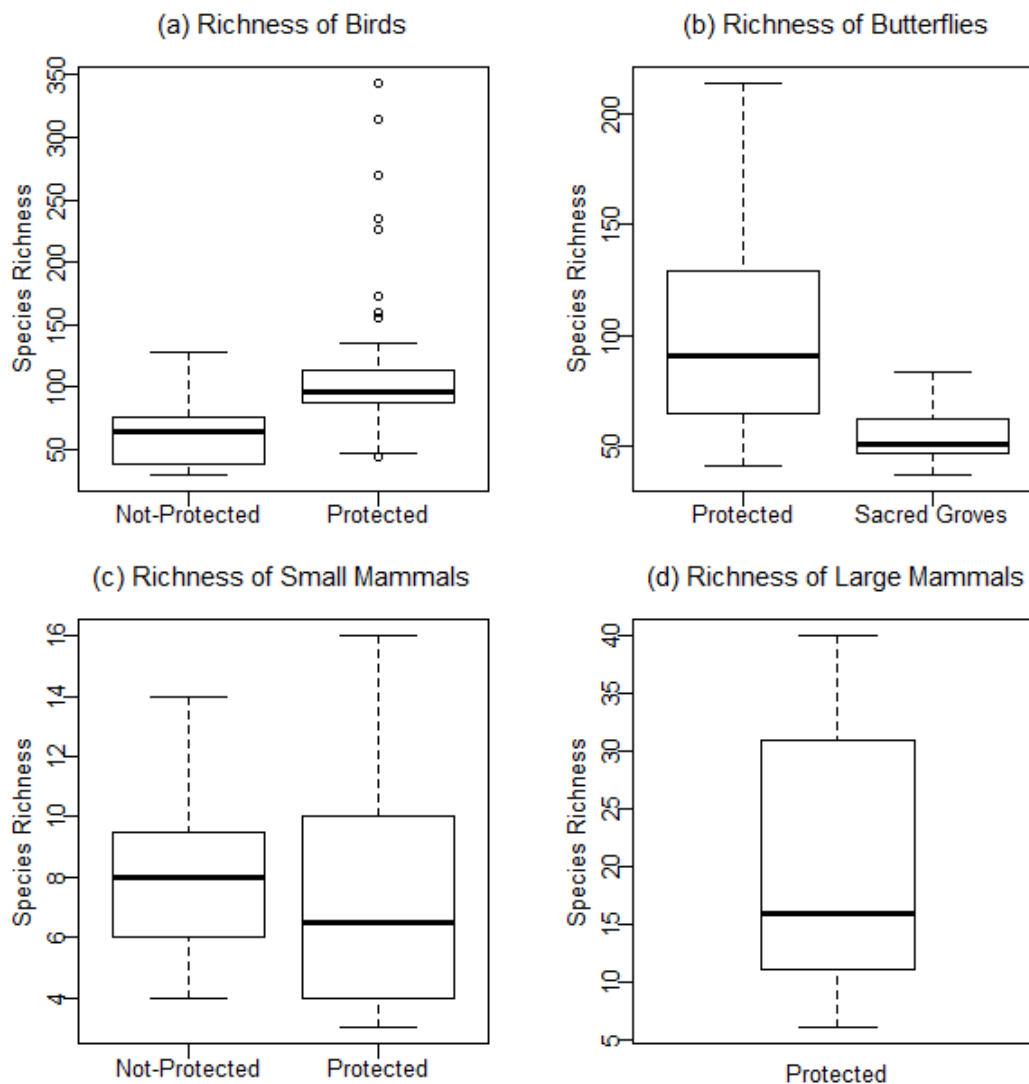 (a) Richness of Birds
Species Richness
350
300
250
200
150
100
50
Not-Protected Protected
(b) Richness of Butterflies
Species Richness
200
150
100
50
Protected Sacred Groves
(c) Richness of Small Mammals
Species Richness
16
14
12
10
8
6
4
Not-Protected Protected
(d) Richness of Large Mammals
Species Richness
40
35
30
25
20
15
10
5
Protected